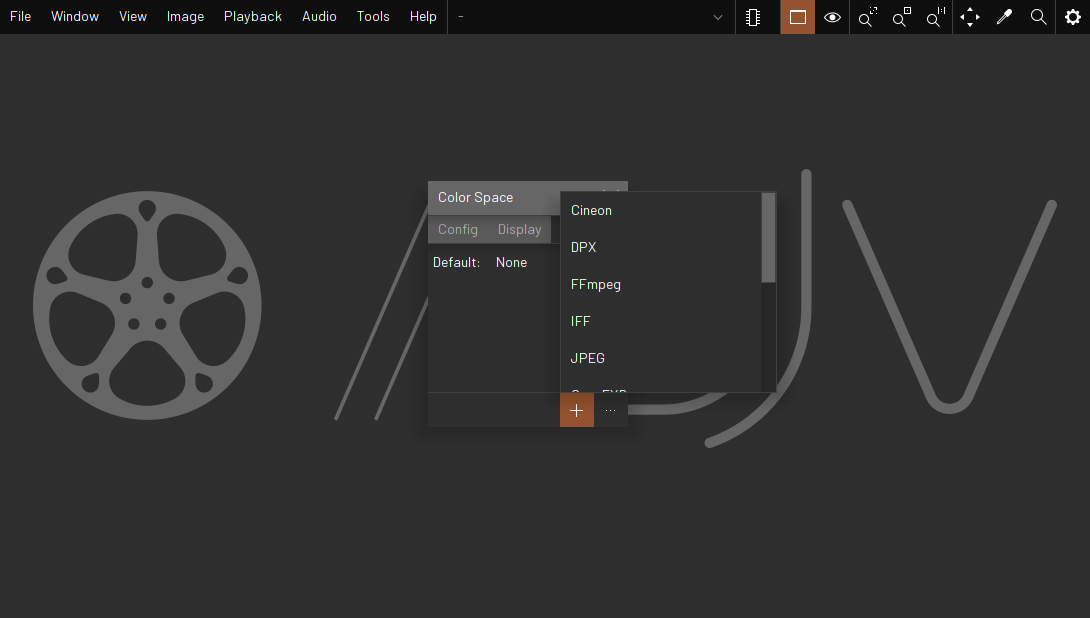 File Window View Image Playback Audio Tools Help -
Color Space
Config Display
Default: None
Cineon
DPX
FFmpeg
IFF
JPEG